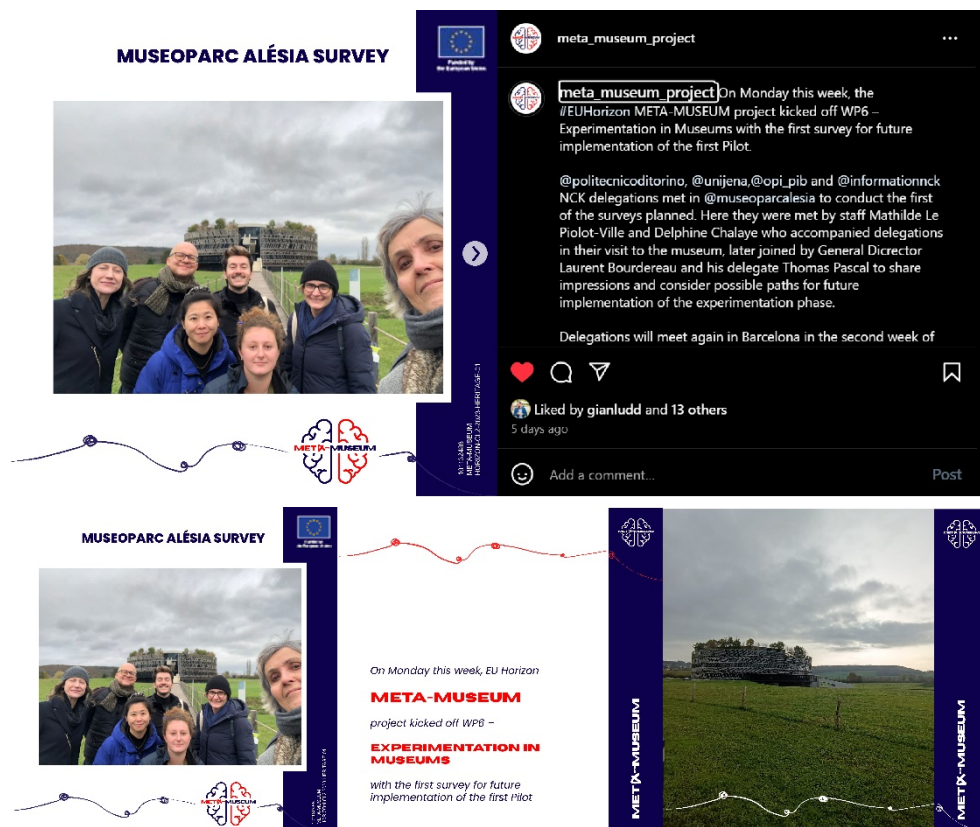 MUSEOPARC ALÉSIA SURVEY
Funded by
the European Union
META-MUSEUM
META-MUSEUM
meta_museum_project
meta_museum_project On Monday this week, the
#EUHorizon META-MUSEUM project kicked off WP6 –
Experimentation in Museums with the first survey for future
implementation of the first Pilot.
@politecnicoditorino, @unijena,@opi_pib and @informationnck
NCK delegations met in @museoparcalesia to conduct the first
of the surveys planned. Here they were met by staff Mathilde Le
Piolot-Ville and Delphine Chalaye who accompanied delegations
in their visit to the museum, later joined by General Dicrector
Laurent Bourdereau and his delegate Thomas Pascal to share
impressions and consider possible paths for future
implementation of the experimentation phase.
Delegations will meet again in Barcelona in the second week of
Liked by gianludd and 13 others
5 days ago
Add a comment...
Post
MUSEOPARC ALÉSIA SURVEY
META-MUSEUM
On Monday this week, EU Horizon
META-MUSEUM
project kicked off WP6 –
EXPERIMENTATION IN
MUSEUMS
with the first survey for future
implementation of the first Pilot
META-MUSEUM
META-MUSEUM